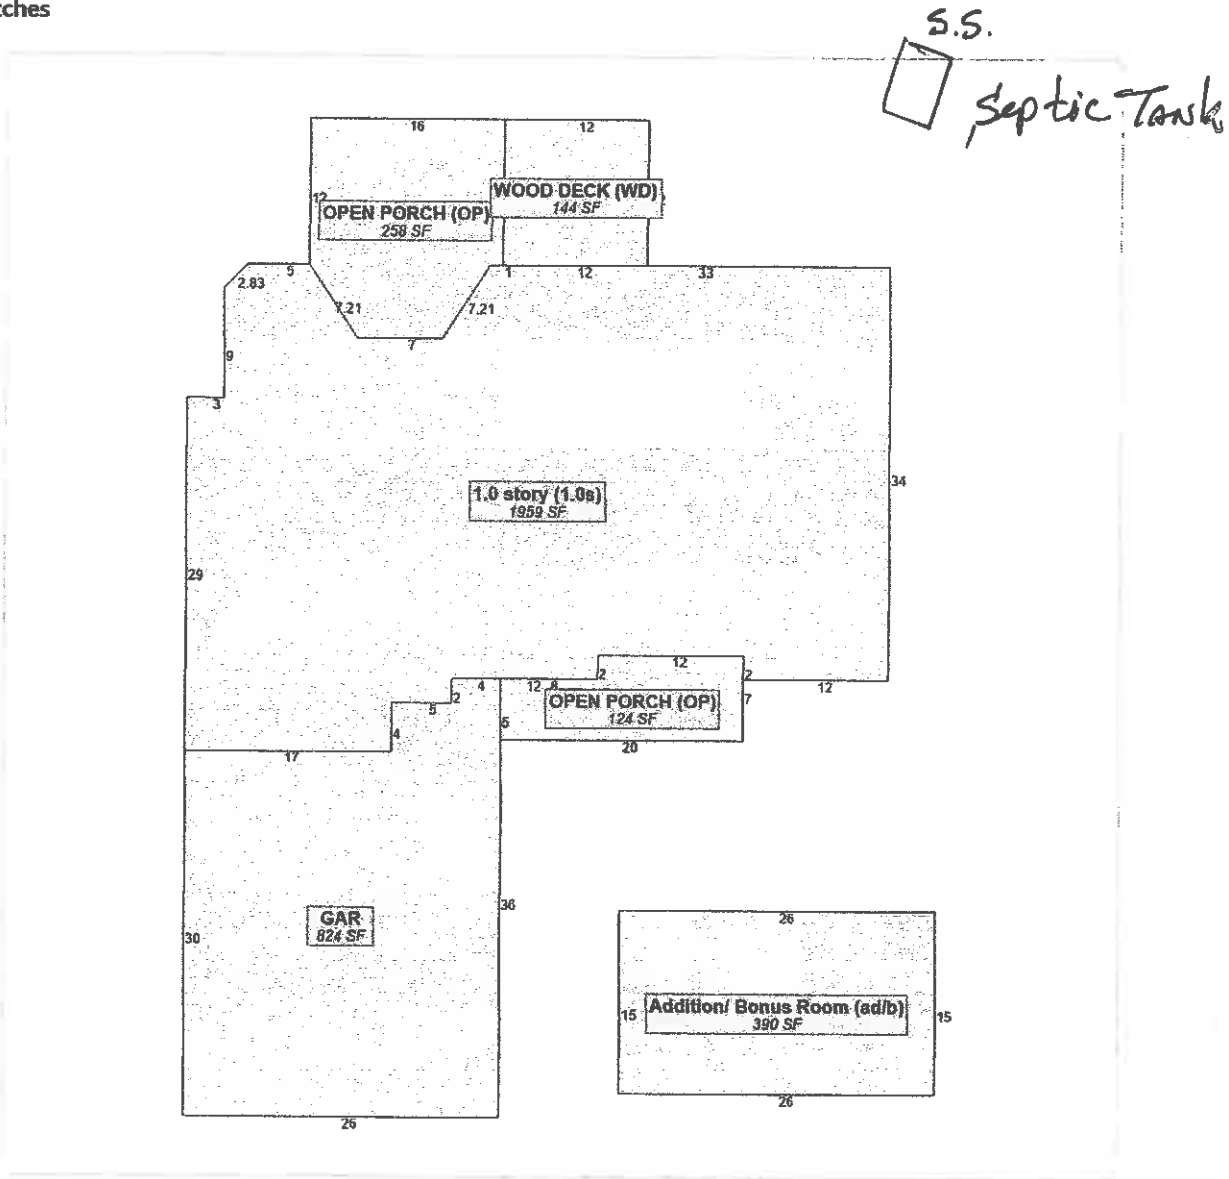 tches
S.S.
Septic Tank
16
12
12
WOOD DECK (WD)
144 SF
OPEN PORCH (OP)
258 SF
5
1
12
33
2.83
7.21
7.21
7
9
3
1.0 story (1.0s)
1959 SF
34
29
12
2
2
4
12
8
12
2
5
OPEN PORCH (OP)
124 SF
7
5
4
20
17
36
GAR
824 SF
30
26
26
Addition/ Bonus Room (ad/b)
390 SF
15
15
26